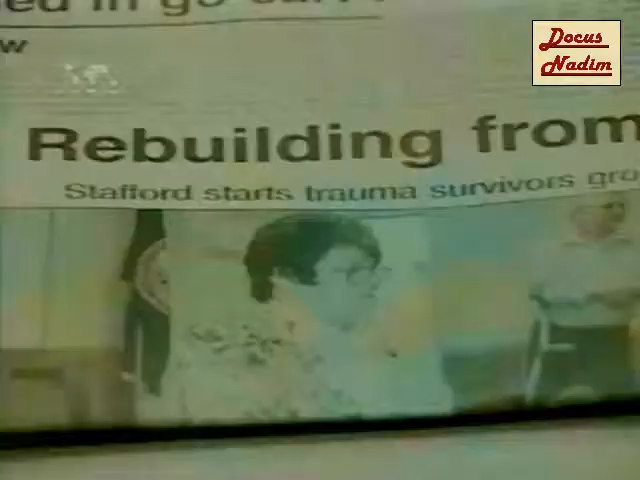 w
Docus
Nadim
Rebuilding from
Stafford starts trauma survivors gro